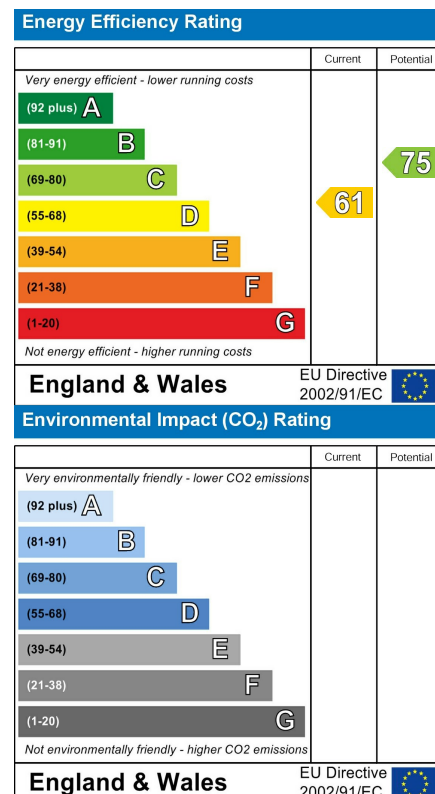 Energy Efficiency Rating
Current Potential
Very energy efficient - lower running costs
(92 plus) A
(81-91) B
75
(69-80) C
61
(55-68) D
(39-54) E
(21-38) F
(1-20) G
Not energy efficient - higher running costs
England & Wales
EU Directive
2002/91/EC
Environmental Impact (CO₂) Rating
Current Potential
Very environmentally friendly - lower CO2 emissions
(92 plus) A
(81-91) B
(69-80) C
(55-68) D
(39-54) E
(21-38) F
(1-20) G
Not environmentally friendly - higher CO2 emissions
England & Wales
EU Directive
2002/91/EC